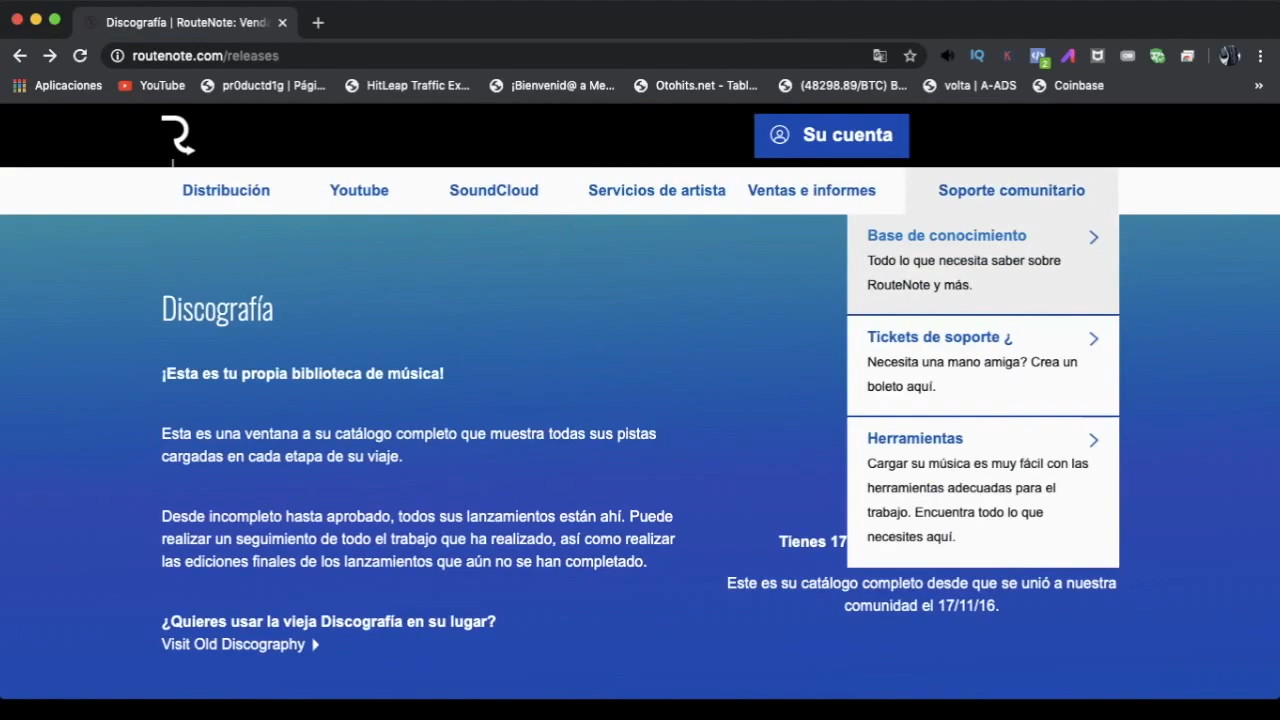 Discografía | RouteNote: Venda
routenote.com/releases
IQ
K
2
Aplicaciones
YouTube
pr0ductd1g | Pági...
HitLeap Traffic Ex...
¡Bienvenid@ a Me...
Otohits.net - Tabl...
(48298.89/BTC) B...
volta | A-ADS
Coinbase
»
Su cuenta
Distribución
Youtube
SoundCloud
Servicios de artista
Ventas e informes
Soporte comunitario
Base de conocimiento
Todo lo que necesita saber sobre
RouteNote y más.
Tickets de soporte ¿
Necesita una mano amiga? Crea un
boleto aquí.
Herramientas
Cargar su música es muy fácil con las
herramientas adecuadas para el
trabajo. Encuentra todo lo que
necesites aquí.
Discografía
¡Esta es tu propia biblioteca de música!
Esta es una ventana a su catálogo completo que muestra todas sus pistas
cargadas en cada etapa de su viaje.
Desde incompleto hasta aprobado, todos sus lanzamientos están ahí. Puede
realizar un seguimiento de todo el trabajo que ha realizado, así como realizar
las ediciones finales de los lanzamientos que aún no se han completado.
¿Quieres usar la vieja Discografía en su lugar?
Visit Old Discography
Tienes 17
Este es su catálogo completo desde que se unió a nuestra
comunidad el 17/11/16.